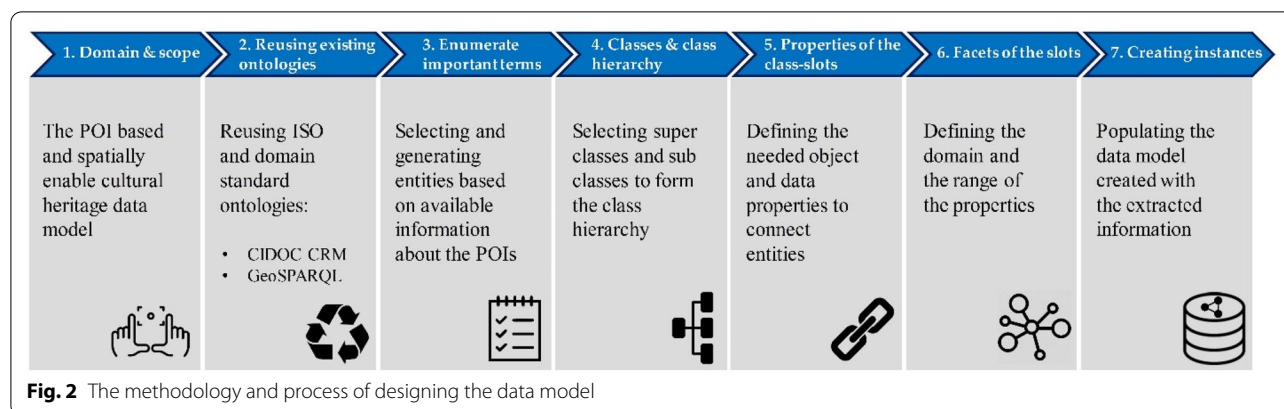 1. Domain & scope
The POI based
and spatially
enable cultural
heritage data
model
2. Reusing existing
ontologies
Reusing ISO
and domain
standard
ontologies:
• CIDOC CRM
• GeoSPARQL
3. Enumerate
important terms
Selecting and
generating
entities based
on available
information
about the POIs
4. Classes & class
hierarchy
Selecting super
classes and sub
classes to form
the class
hierarchy
5. Properties of the
class-slots
Defining the
needed object
and data
properties to
connect
entities
6. Facets of the slots
Defining the
domain and
the range of
the properties
7. Creating instances
Populating the
data model
created with
the extracted
information
Fig. 2 The methodology and process of designing the data model